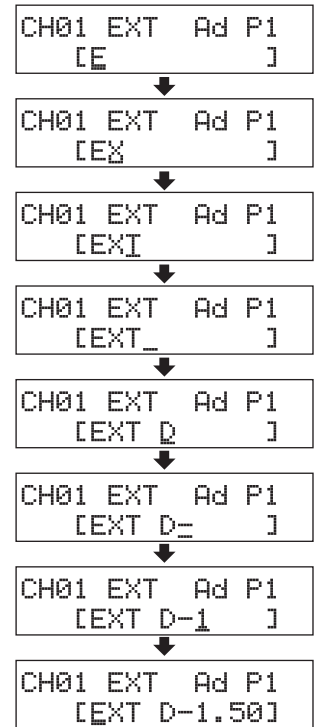 CH01 EXT Ad P1
[E ]
CH01 EXT Ad P1
[EX ]
CH01 EXT Ad P1
[EXT ]
CH01 EXT Ad P1
[EXT_ ]
CH01 EXT Ad P1
[EXT D ]
CH01 EXT Ad P1
[EXT D- ]
CH01 EXT Ad P1
[EXT D-1 ]
CH01 EXT Ad P1
[EXT D-1.50]